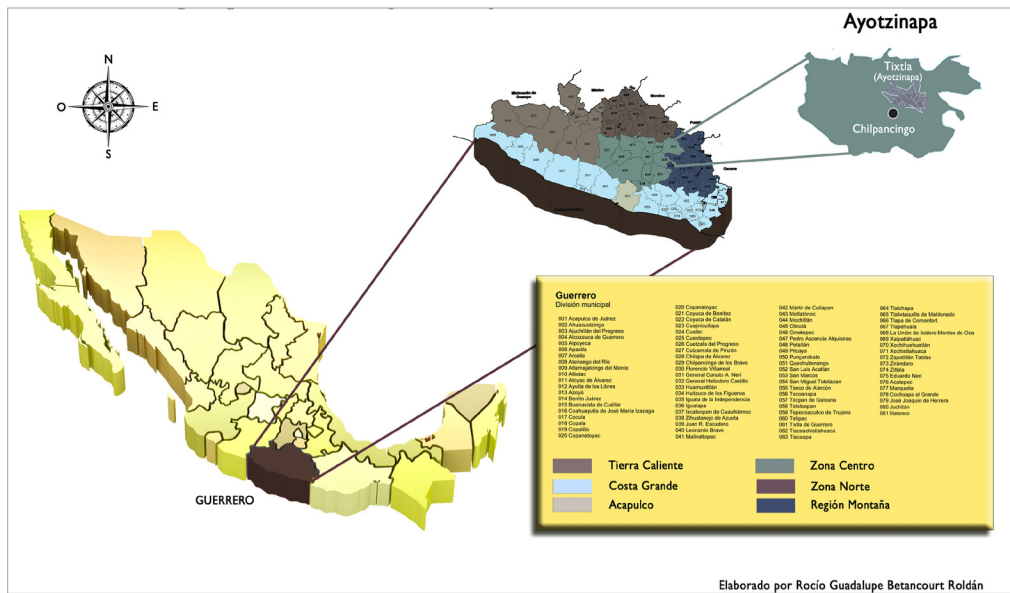 Ayotzinapa
N
O
E
S
Tixtla
(Ayotzinapa)
Chilpancingo
México
Morelos
Oaxaca
GUERRERO
Guerrero
División municipal
001 Acapulco de Juárez
002 Ahuacuotzingo
003 Ajuchitlán del Progreso
004 Alcozauca de Guerrero
005 Alpoyeca
006 Apaxtla
007 Arcelia
008 Atenango del Río
009 Atlamajalcingo del Monte
010 Atlixtac
011 Atoyac de Álvarez
012 Ayutla de los Libres
013 Azoyú
014 Benito Juárez
015 Buenavista de Cuéllar
016 Coahuayutla de José María Izazaga
017 Cocula
018 Copala
019 Copalillo
020 Copanatoyac
020 Copanatoyac
021 Coyuca de Benítez
022 Coyuca de Catalán
023 Cuajinicuilapa
024 Cualác
025 Cuautepec
026 Cuetzala del Progreso
027 Cutzamala de Pinzón
028 Chilapa de Álvarez
029 Chilpancingo de los Bravo
030 Florencio Villarreal
031 General Canuto A. Neri
032 General Heliodoro Castillo
033 Huamuxtitlán
034 Huitzuco de los Figueroa
035 Iguala de la Independencia
036 Igualapa
037 Ixcateopan de Cuauhtémoc
038 Zihuatanejo de Azueta
039 Juan R. Escudero
040 Leonardo Bravo
041 Malinaltepec
042 Mártir de Cuilapan
043 Metlatónoc
044 Mochitlán
045 Olinalá
046 Ometepec
047 Pedro Ascencio Alquisiras
048 Petatlán
049 Pilcaya
050 Pungarabato
051 Quechultenango
052 San Luis Acatlán
053 San Marcos
054 San Miguel Totolapan
055 Taxco de Alarcón
056 Tecoanapa
057 Técpan de Galeana
058 Teloloapan
059 Tepecoacuilco de Trujano
060 Tetipac
061 Tixtla de Guerrero
062 Tlacoachistlahuaca
063 Tlacoapa
064 Tlalchapa
065 Tlalixtaquilla de Maldonado
066 Tlapa de Comonfort
067 Tlapehuala
068 La Unión de Isidoro Montes de Oca
069 Xalpatláhuac
070 Xochihuehuetlán
071 Xochistlahuaca
072 Zapotitlán Tablas
073 Zirándaro
074 Zitlala
075 Eduardo Neri
076 Acatepec
077 Marquelia
078 Cochoapa el Grande
079 José Joaquin de Herrera
080 Juchitán
081 Iliatenco
Tierra Caliente
Costa Grande
Acapulco
Zona Centro
Zona Norte
Región Montaña
Elaborado por Rocío Guadalupe Betancourt Roldán